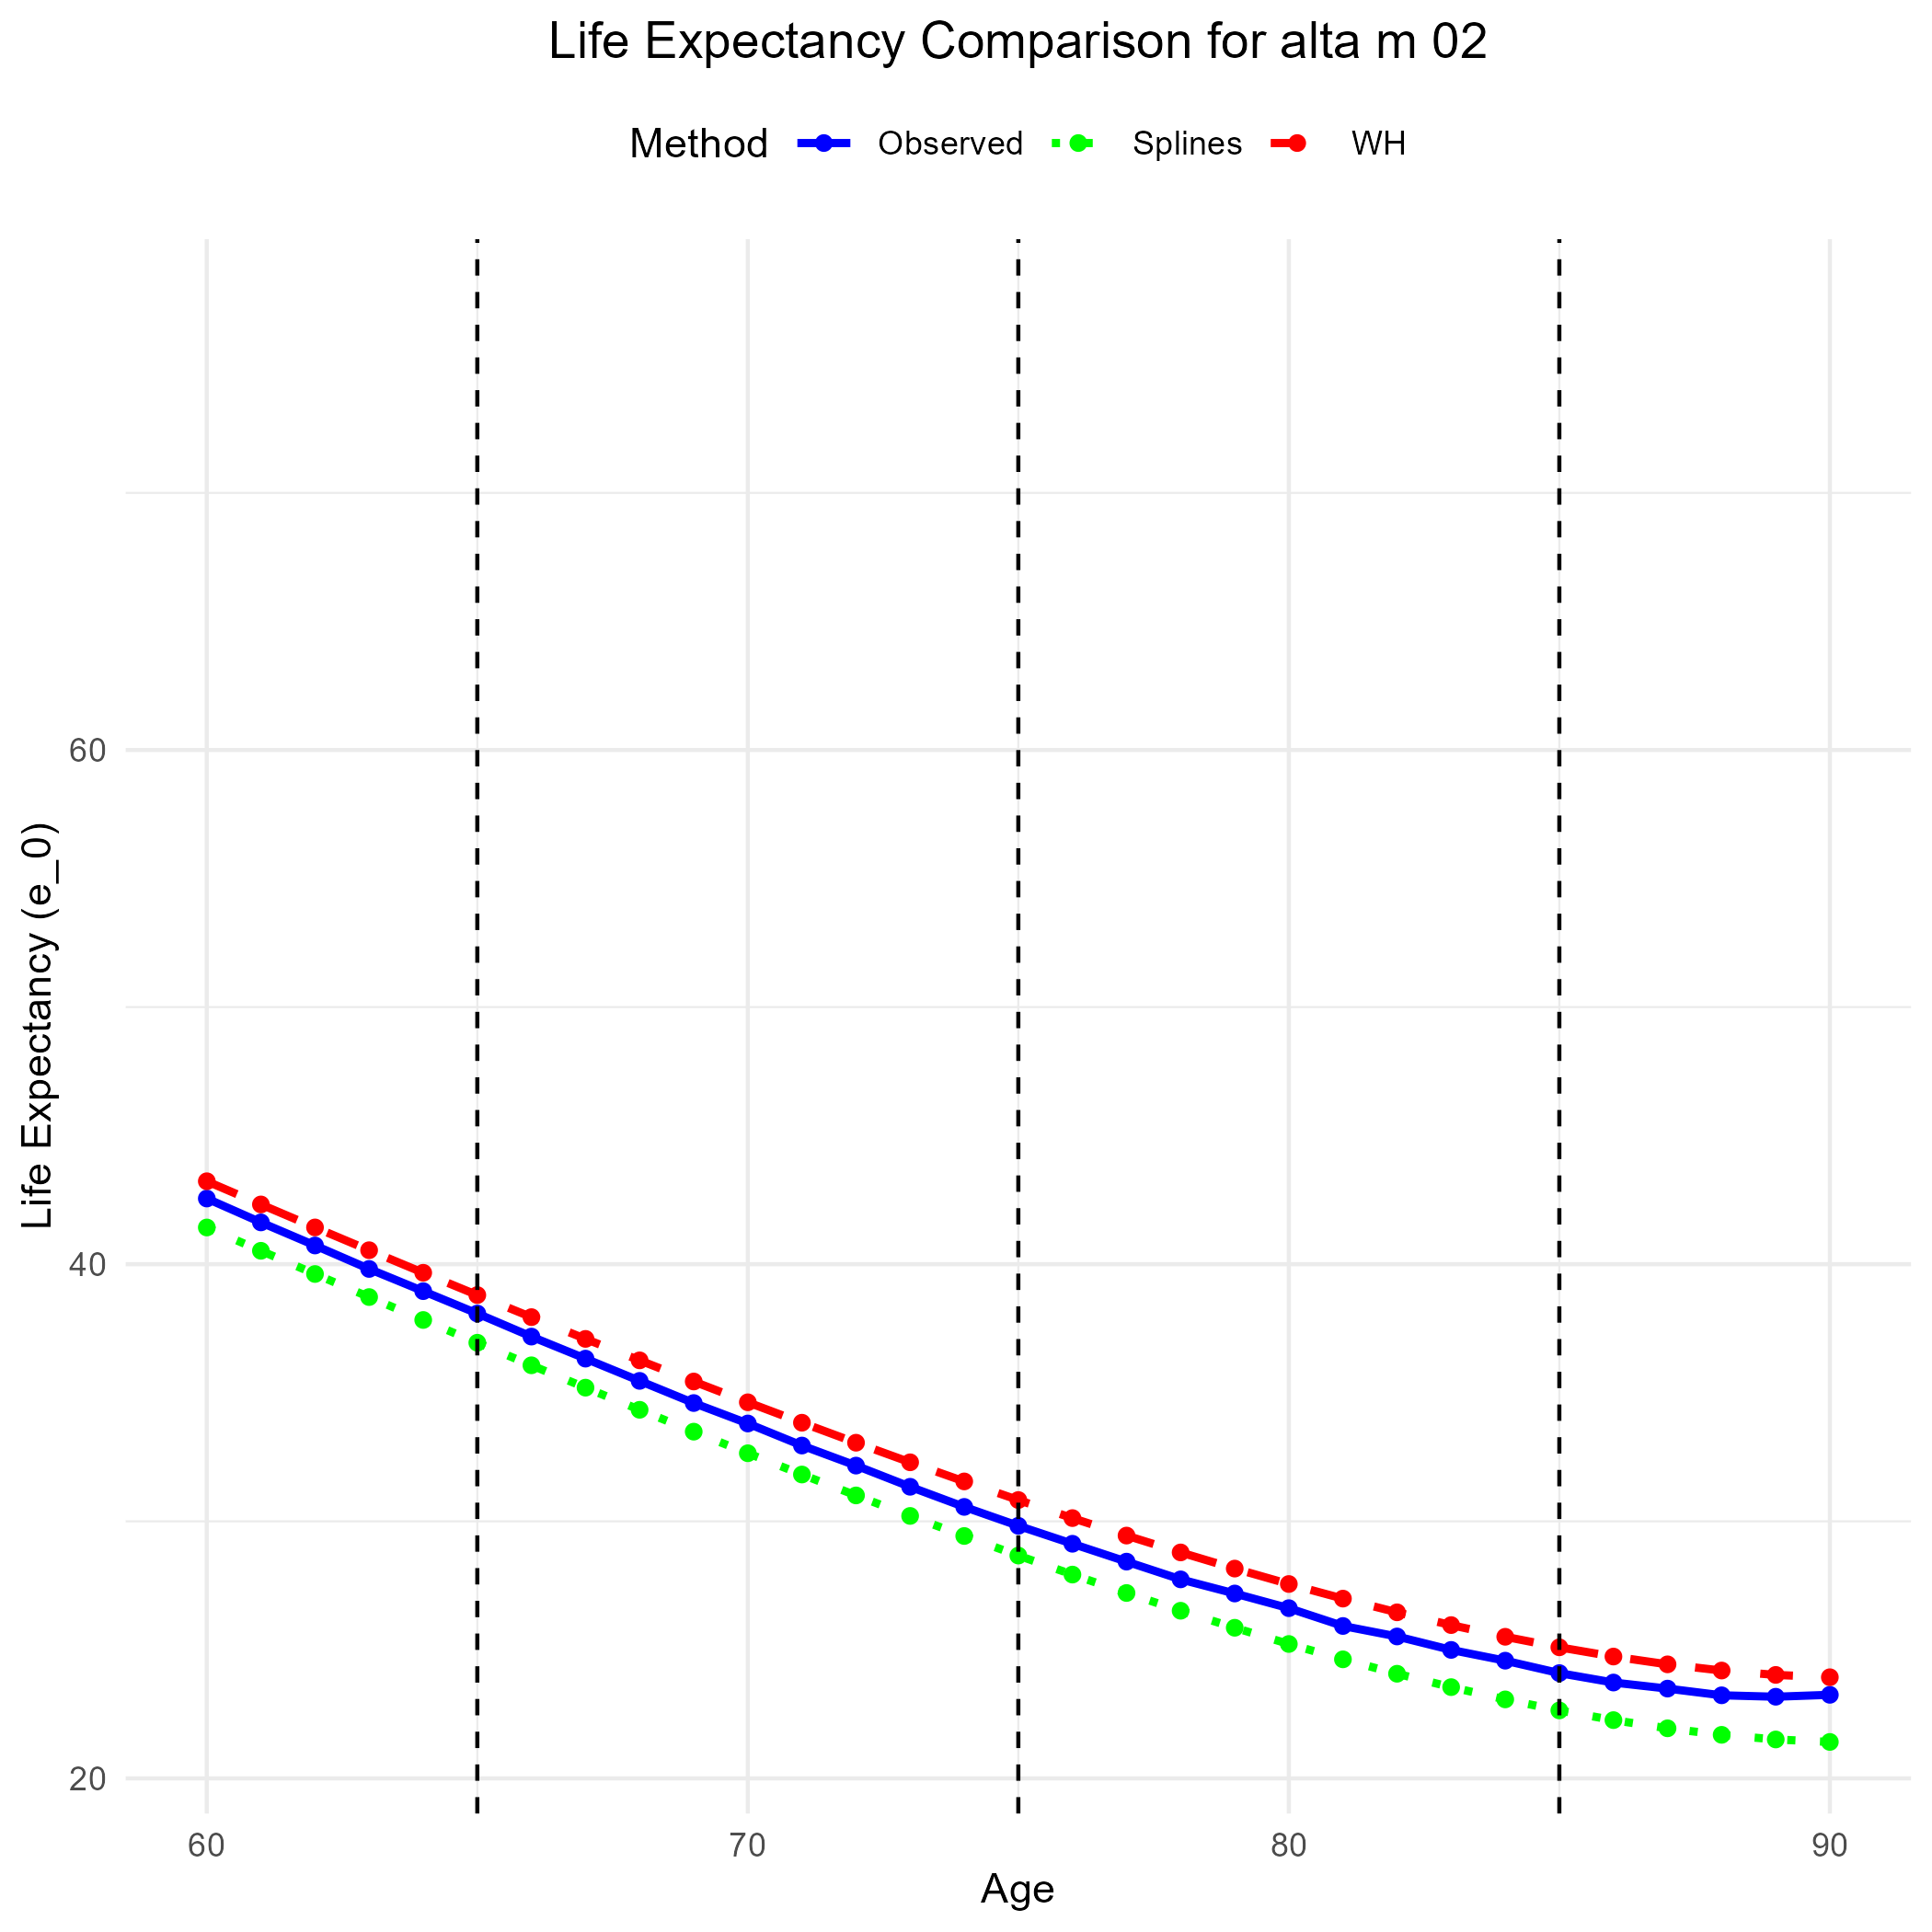 Life Expectancy Comparison for alta m 02
Method Observed Splines WH
Life Expectancy (e_0)
60
40
20
60 70 80 90
Age